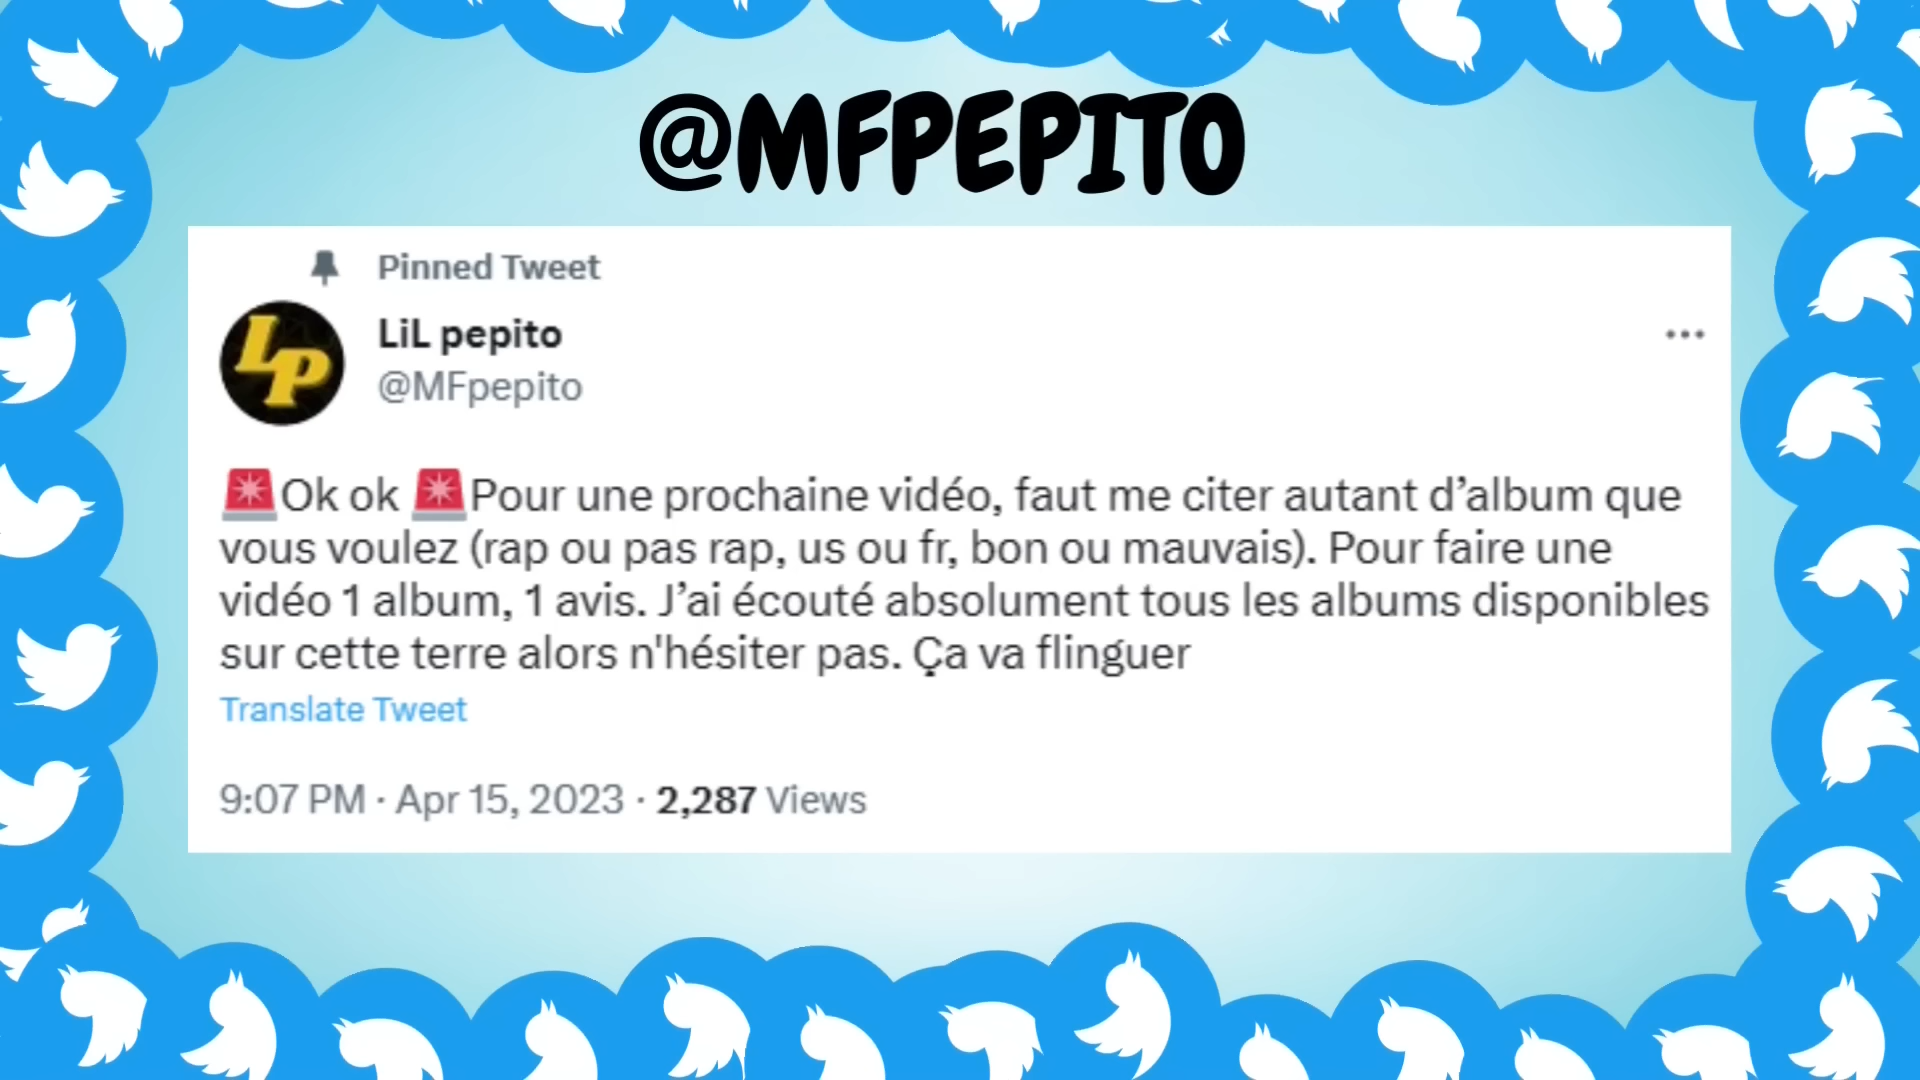 @MFPEPITO
Pinned Tweet
LP
LiL pepito
@MFpepito
🚨Ok ok 🚨Pour une prochaine vidéo, faut me citer autant d’album que
vous voulez (rap ou pas rap, us ou fr, bon ou mauvais). Pour faire une
vidéo 1 album, 1 avis. J’ai écouté absolument tous les albums disponibles
sur cette terre alors n'hésiter pas. Ça va flinguer
Translate Tweet
9:07 PM · Apr 15, 2023 · 2,287 Views